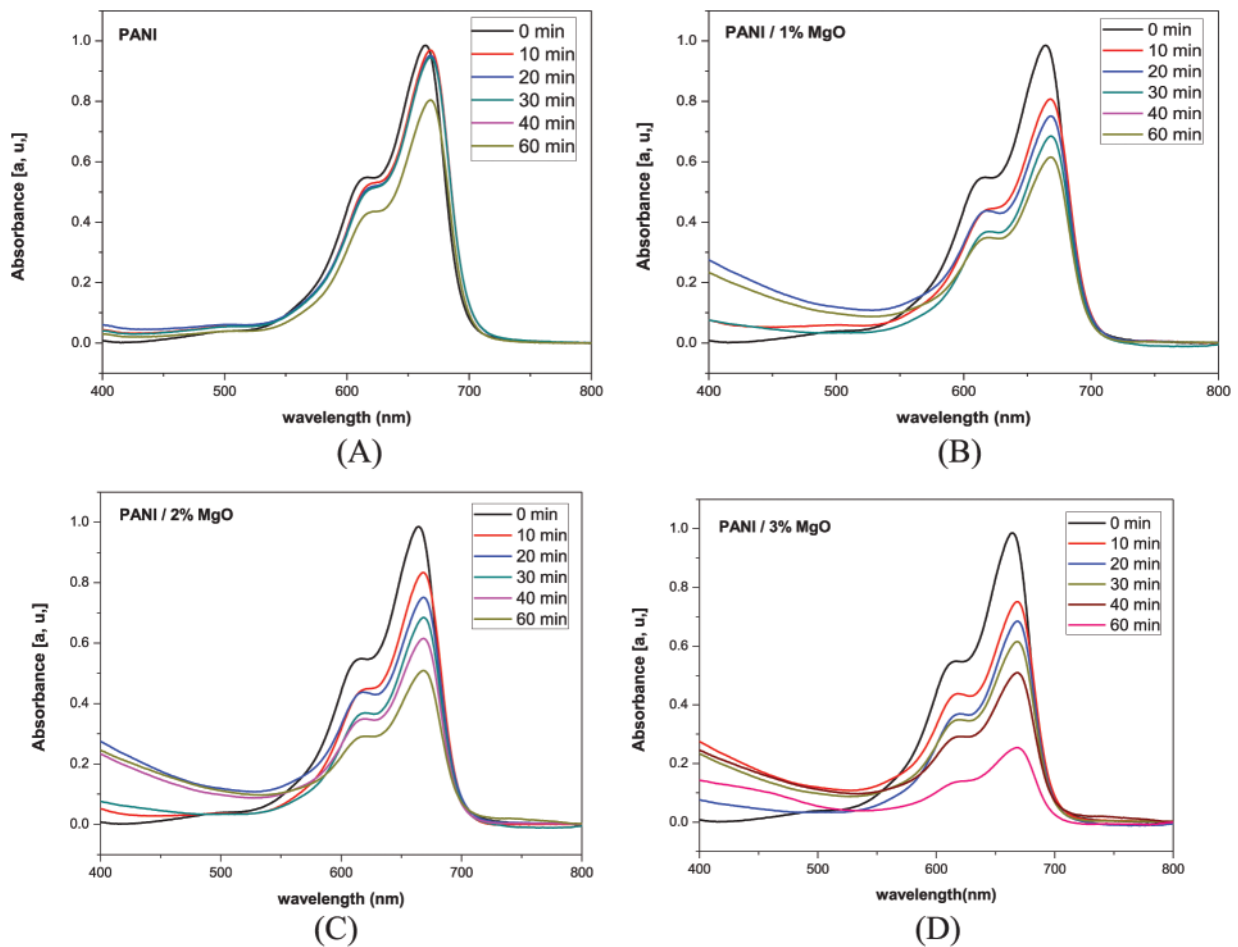 PANI
0 min
10 min
20 min
30 min
40 min
60 min
1.0
0.8
0.6
0.4
0.2
0.0
Absorbance [a, u,]
400
500
600
700
800
wavelength (nm)
(A)
PANI / 1% MgO
0 min
10 min
20 min
30 min
40 min
60 min
1.0
0.8
0.6
0.4
0.2
0.0
Absorbance [a, u,]
400
500
600
700
800
wavelength (nm)
(B)
PANI / 2% MgO
0 min
10 min
20 min
30 min
40 min
60 min
1.0
0.8
0.6
0.4
0.2
0.0
Absorbance [a, u,]
400
500
600
700
800
wavelength (nm)
(C)
PANI / 3% MgO
0 min
10 min
20 min
30 min
40 min
60 min
1.0
0.8
0.6
0.4
0.2
0.0
Absorbance [a, u,]
400
500
600
700
800
wavelength(nm)
(D)